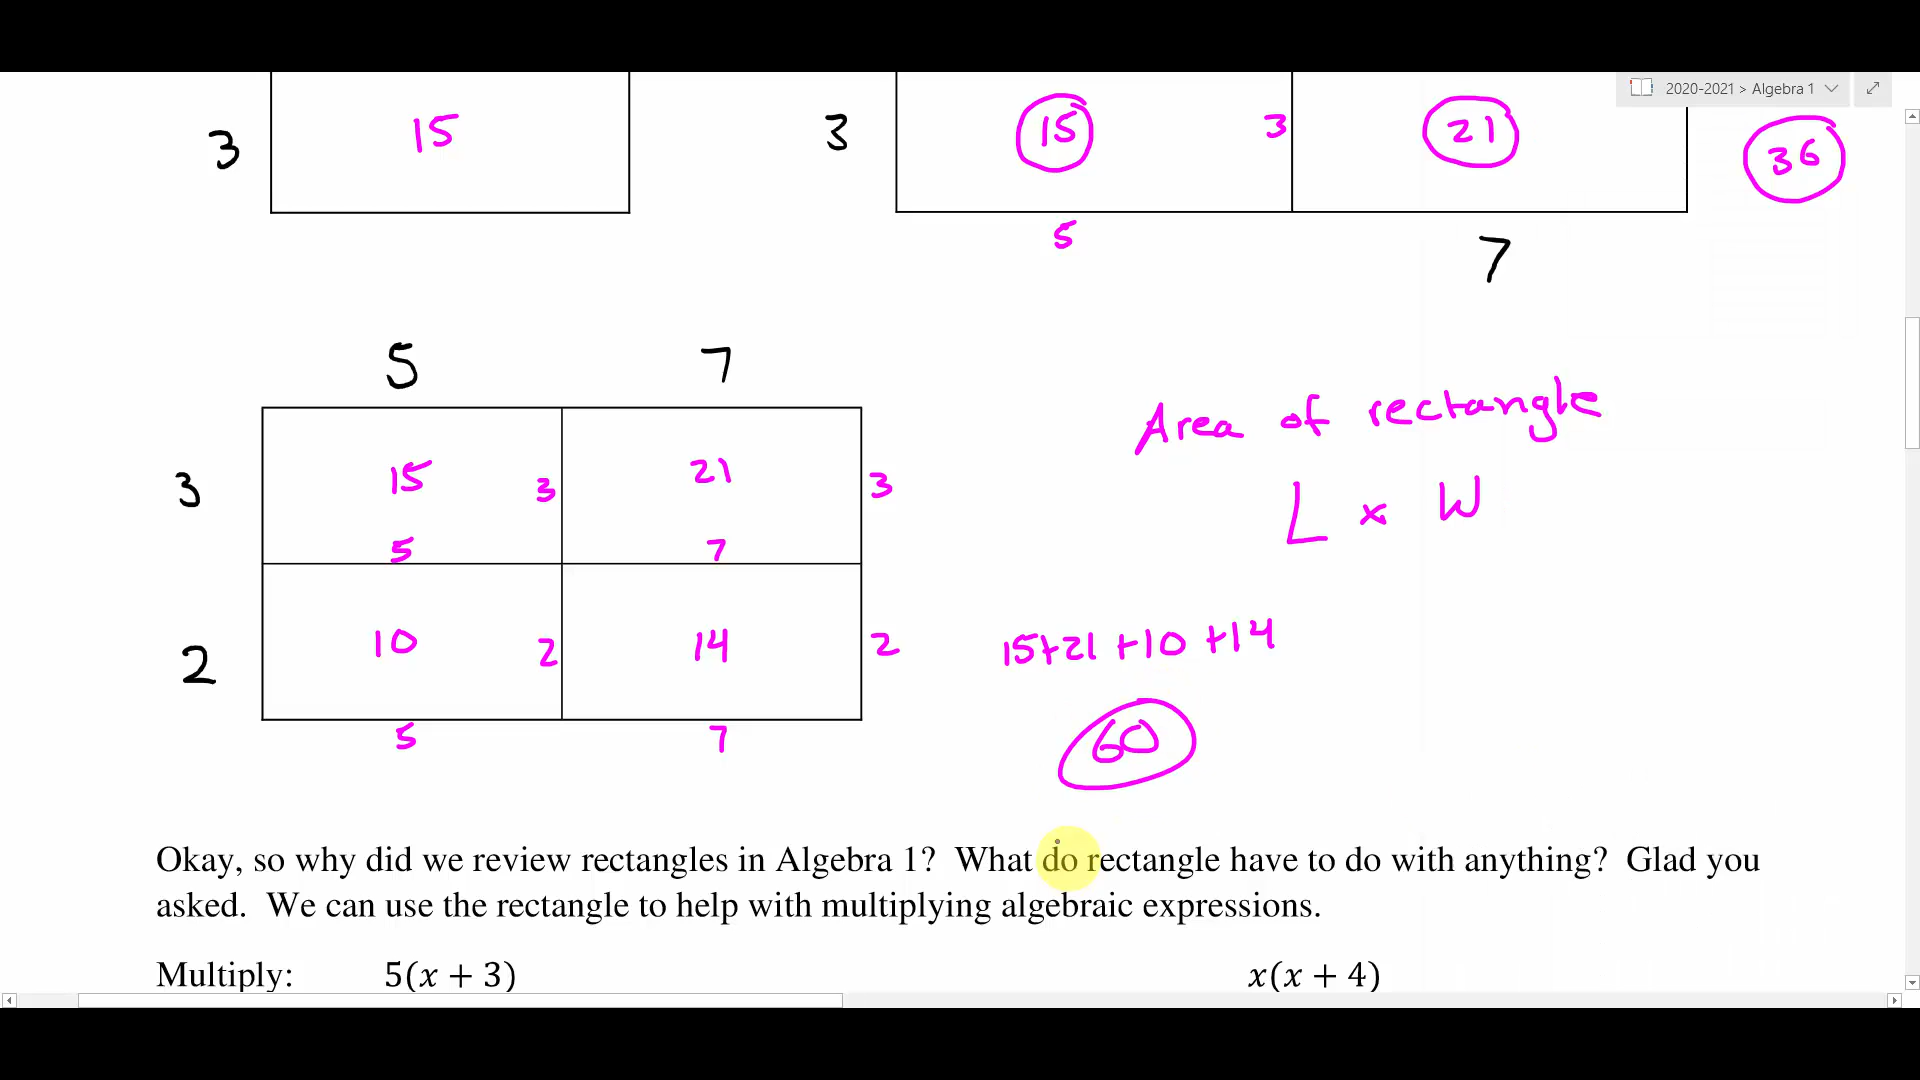 2020-2021 > Algebra 1
3 15 3 15 3 21 36
5 7
5 7
Area of rectangle
3 15 3 21 3
L x W
5 7
10 2 14 2 15+21+10+14
2
5 7 60
Okay, so why did we review rectangles in Algebra 1? What do rectangle have to do with anything? Glad you
asked. We can use the rectangle to help with multiplying algebraic expressions.
Multiply: 5(x + 3) x(x + 4)